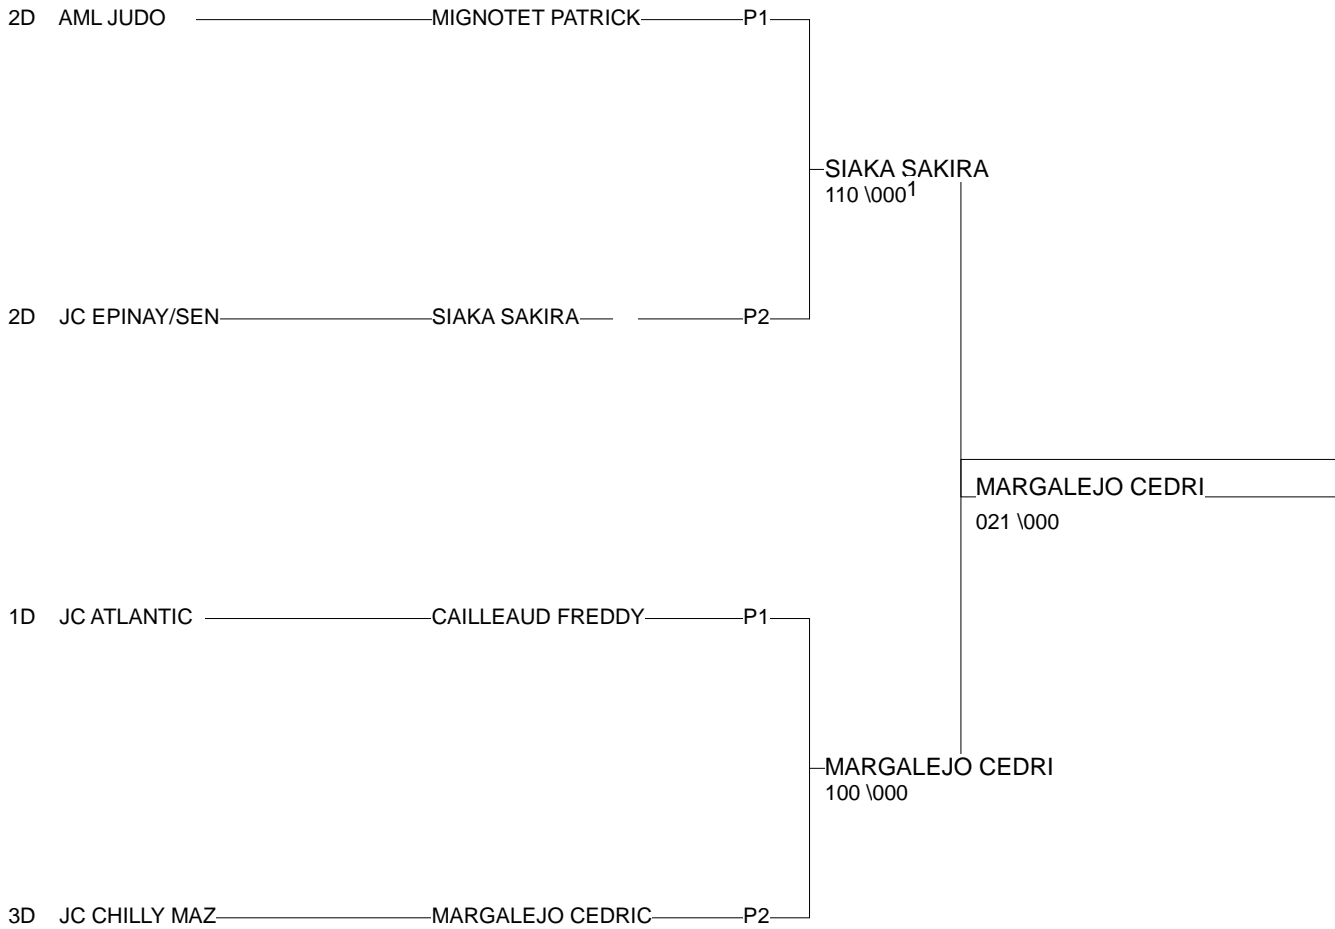 2D AML JUDO MIGNOTET PATRICK P1
SIAKA SAKIRA
110 \000 1
2D JC EPINAY/SEN SIAKA SAKIRA P2
MARGALEJO CEDRI
021 \000
1D JC ATLANTIC CAILLEAUD FREDDY P1
MARGALEJO CEDRI
100 \000
3D JC CHILLY MAZ MARGALEJO CEDRIC P2